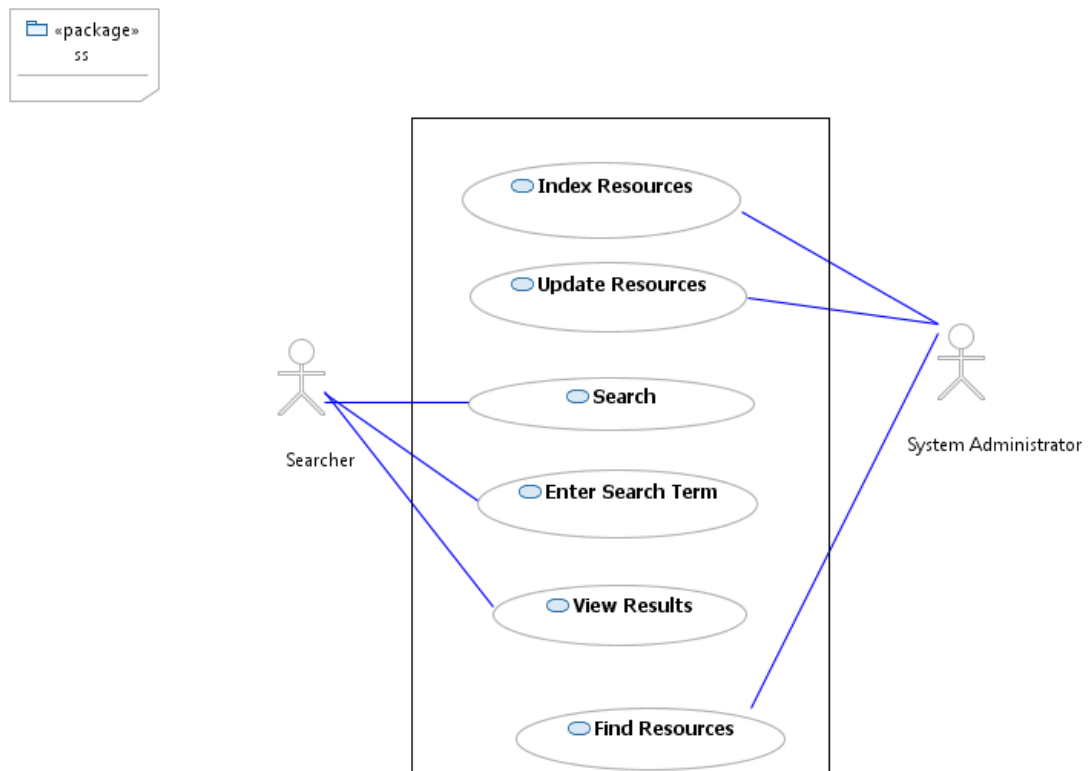 «package»
ss
Index Resources
Update Resources
Search
Searcher
System Administrator
Enter Search Term
View Results
Find Resources